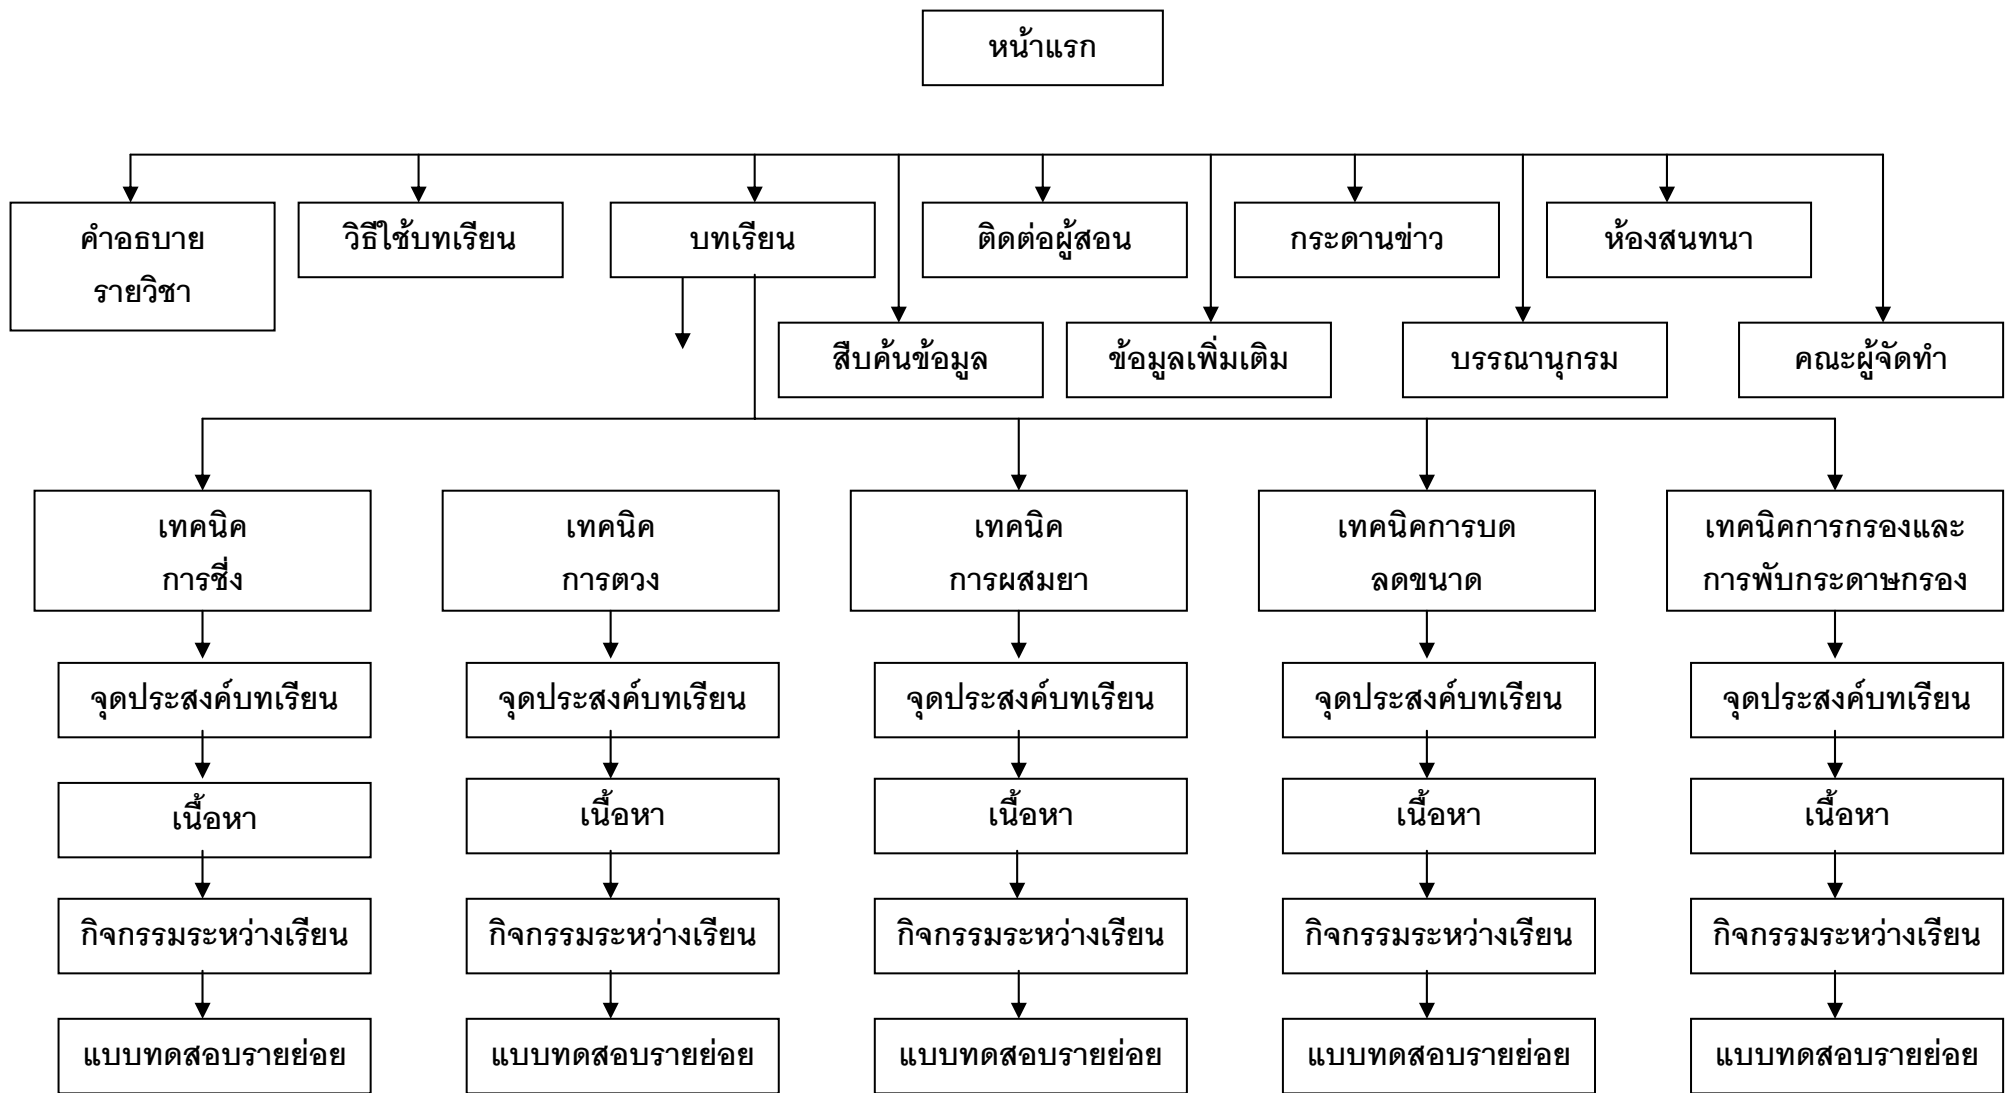 หน้าแรก
คำอธบาย
รายวิชา
วิธีใช้บทเรียน
บทเรียน
ติดต่อผู้สอน
กระดานข่าว
ห้องสนทนา
สืบค้นข้อมูล
ข้อมูลเพิ่มเติม
บรรณานุกรม
คณะผู้จัดทำ
เทคนิค
การชี่ง
เทคนิค
การตวง
เทคนิค
การผสมยา
เทคนิคการบด
ลดขนาด
เทคนิคการกรองและ
การพับกระดาษกรอง
จุดประสงค์บทเรียน
จุดประสงค์บทเรียน
จุดประสงค์บทเรียน
จุดประสงค์บทเรียน
จุดประสงค์บทเรียน
เนื้อหา
เนื้อหา
เนื้อหา
เนื้อหา
เนื้อหา
กิจกรรมระหว่างเรียน
กิจกรรมระหว่างเรียน
กิจกรรมระหว่างเรียน
กิจกรรมระหว่างเรียน
กิจกรรมระหว่างเรียน
แบบทดสอบรายย่อย
แบบทดสอบรายย่อย
แบบทดสอบรายย่อย
แบบทดสอบรายย่อย
แบบทดสอบรายย่อย